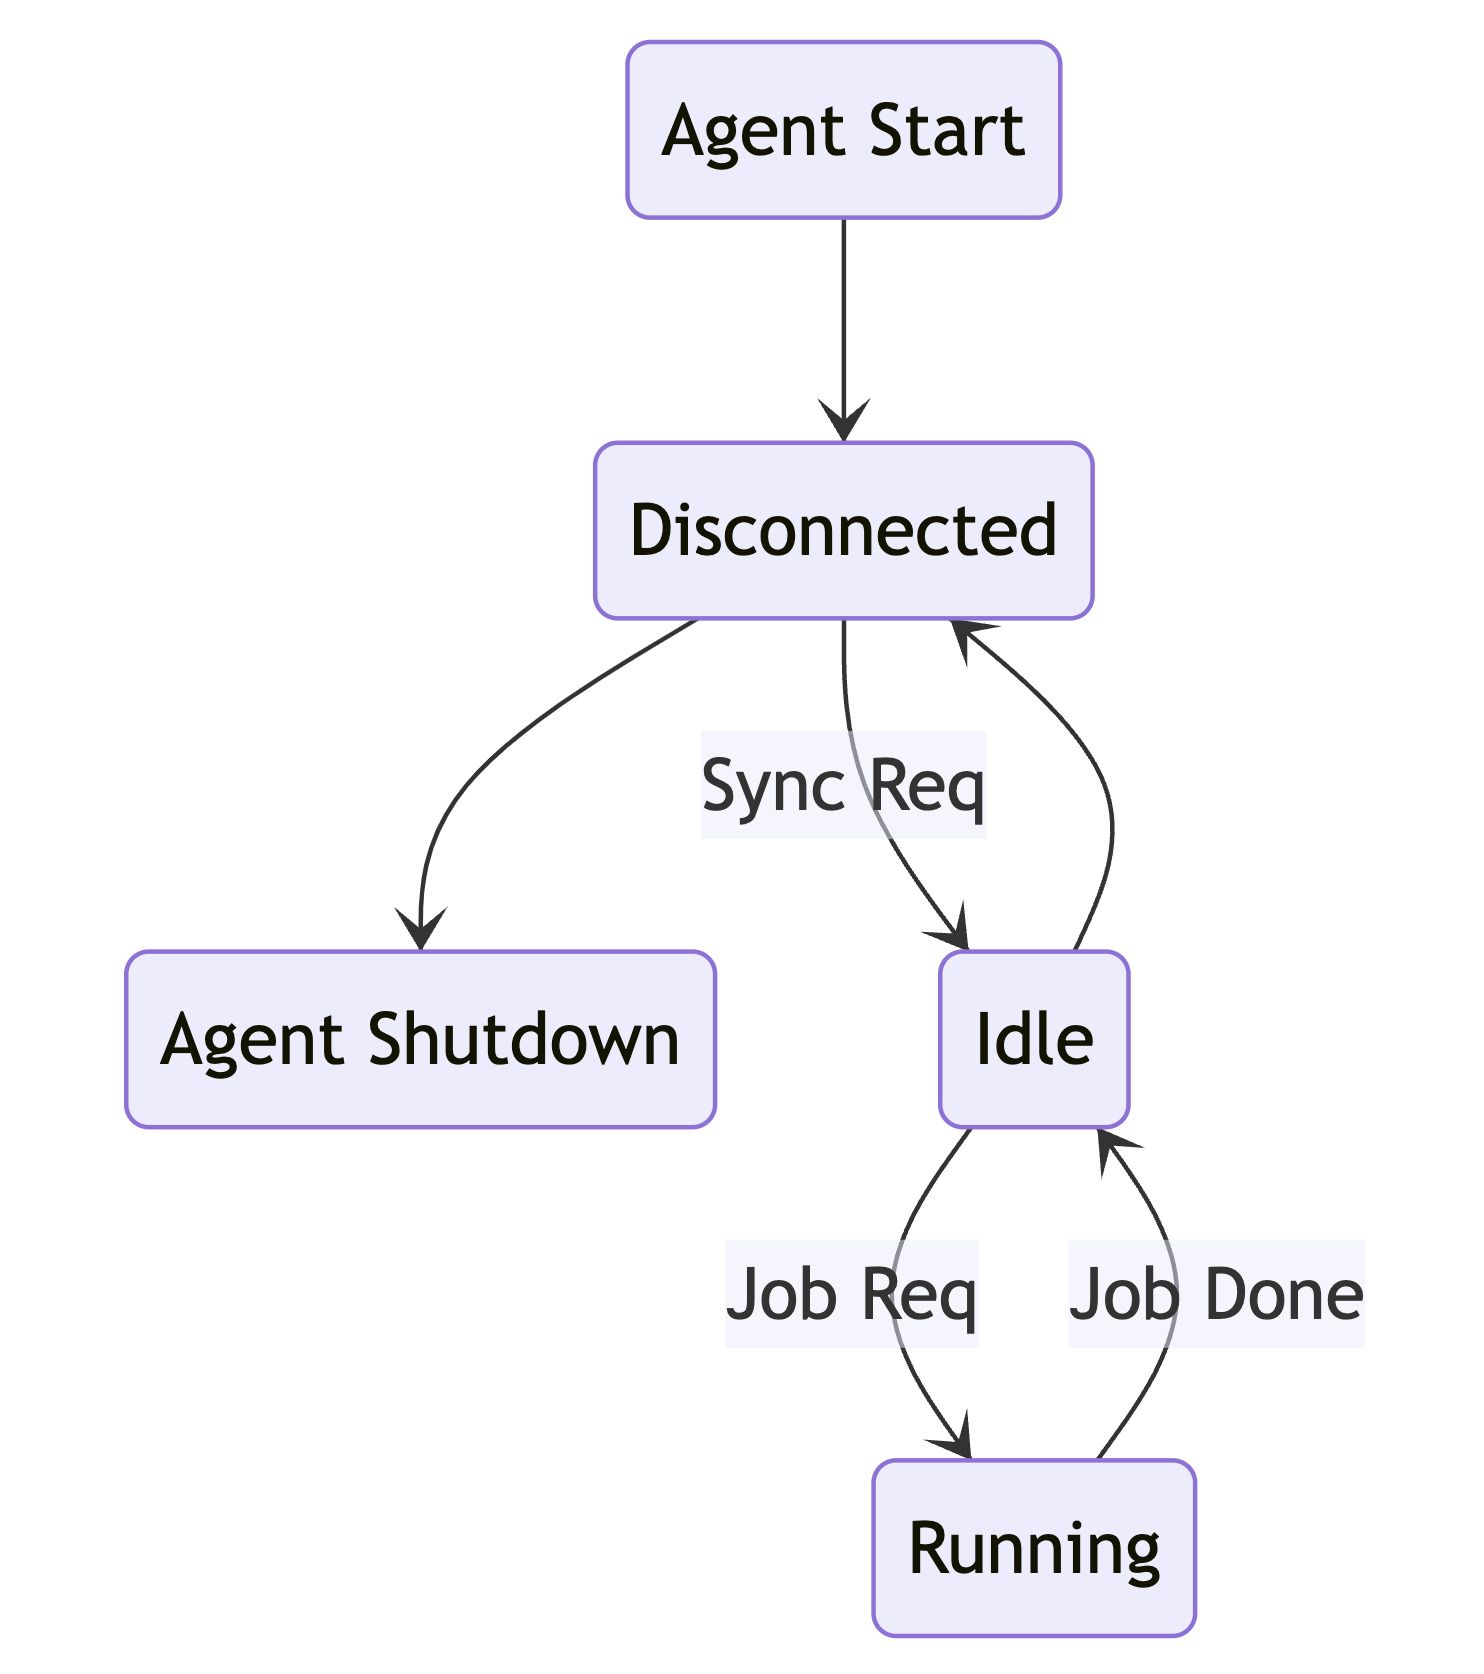 Agent Start
Disconnected
Sync Req
Agent Shutdown
Idle
Job Req
Job Done
Running